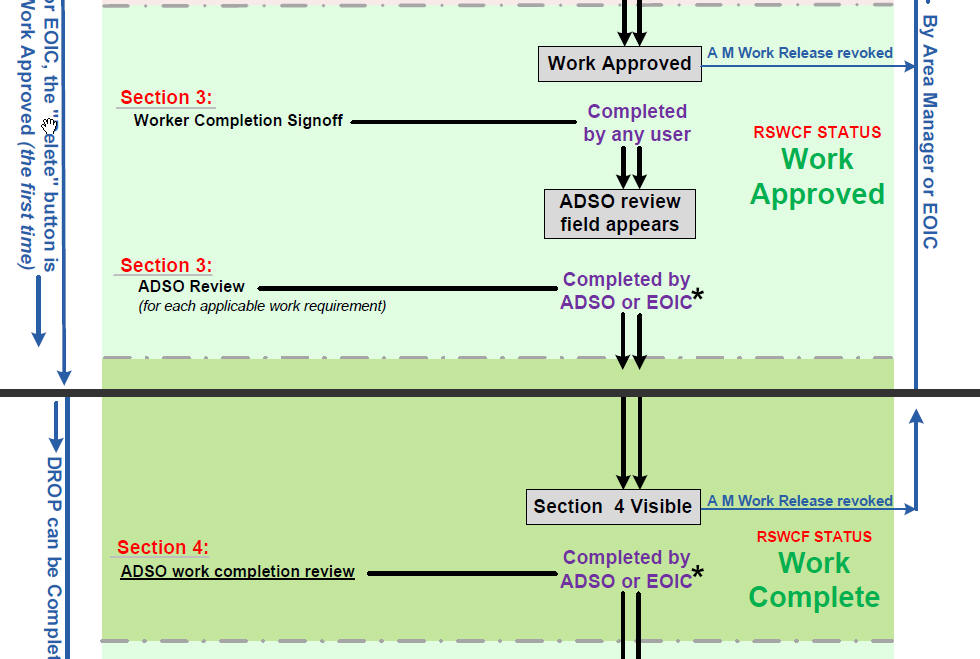 or EOIC, the "Delete" button is
Work Approved (the first time)
By Area Manager or EOIC
Work Approved
A M Work Release revoked
Section 3:
Worker Completion Signoff
Completed
by any user
RSWCF STATUS
Work
Approved
ADSO review
field appears
Section 3:
ADSO Review
(for each applicable work requirement)
Completed by
ADSO or EOIC*
DROP can be Complet
Section 4 Visible
A M Work Release revoked
Section 4:
ADSO work completion review
Completed by
ADSO or EOIC*
RSWCF STATUS
Work
Complete